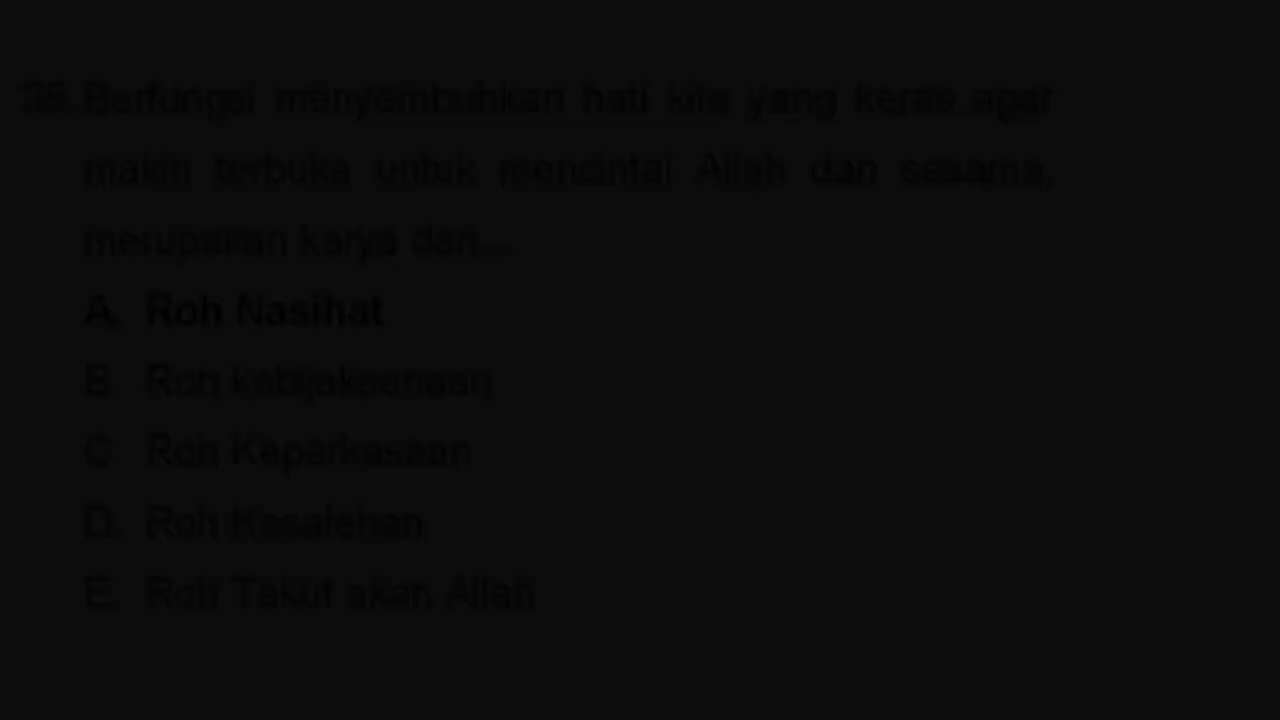 35. Berfungsi menyembuhkan hati kita yang keras agar
makin terbuka untuk mencintai Allah dan sesama,
merupakan karya dari...
A. Roh Nasihat
B. Roh kebijaksanaan
C. Roh Keperkasaan
D. Roh Kesalehan
E. Roh Takut akan Allah